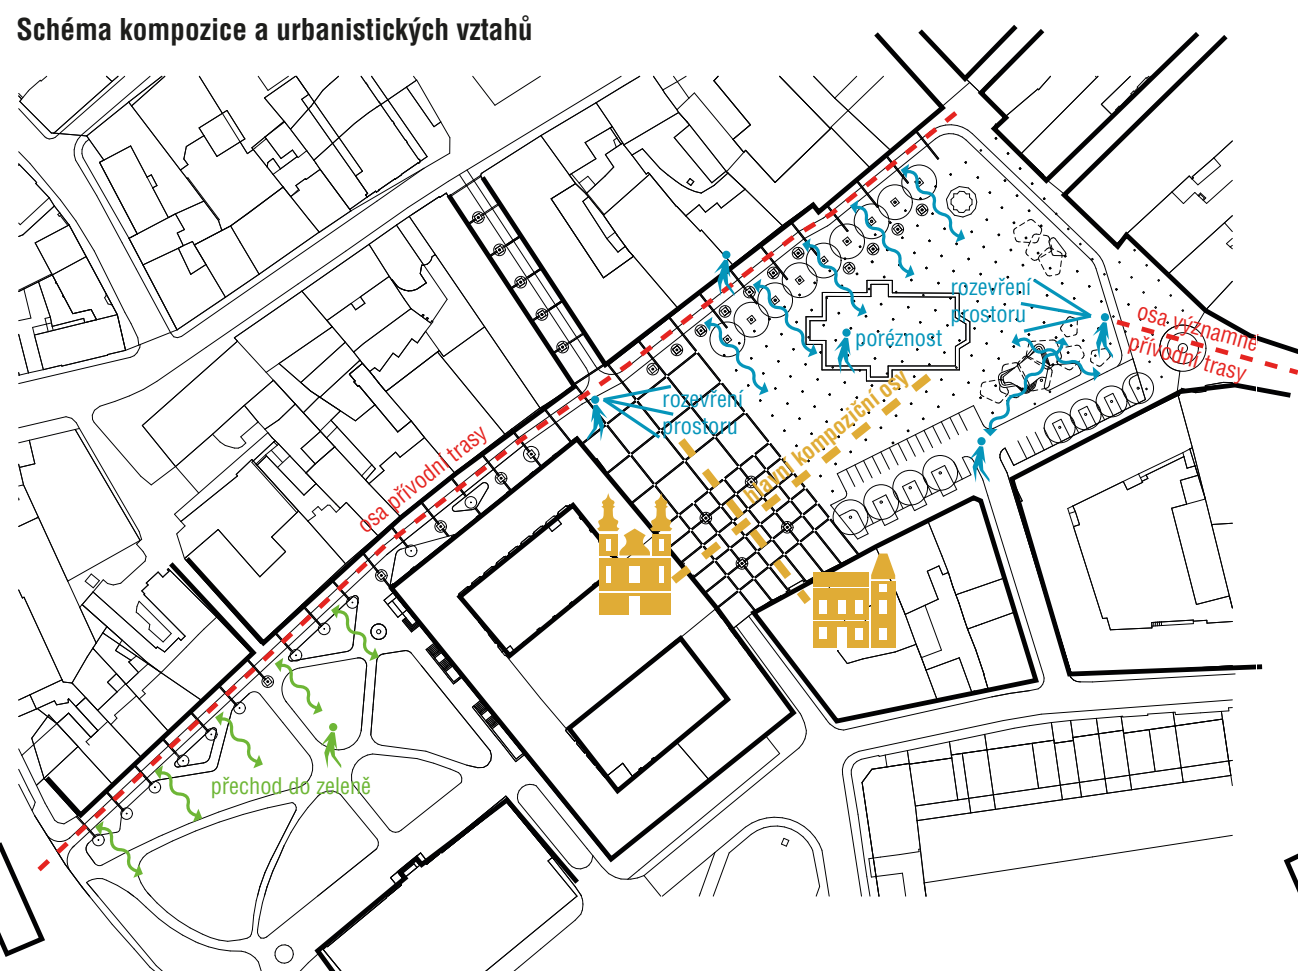 Schéma kompozice a urbanistických vztahů
rozevření
prostoru
osa významné
přívodní trasy
poréznost
hlavní kompoziční osy
rozevření
prostoru
osa přívodní trasy
přechod do zeleně